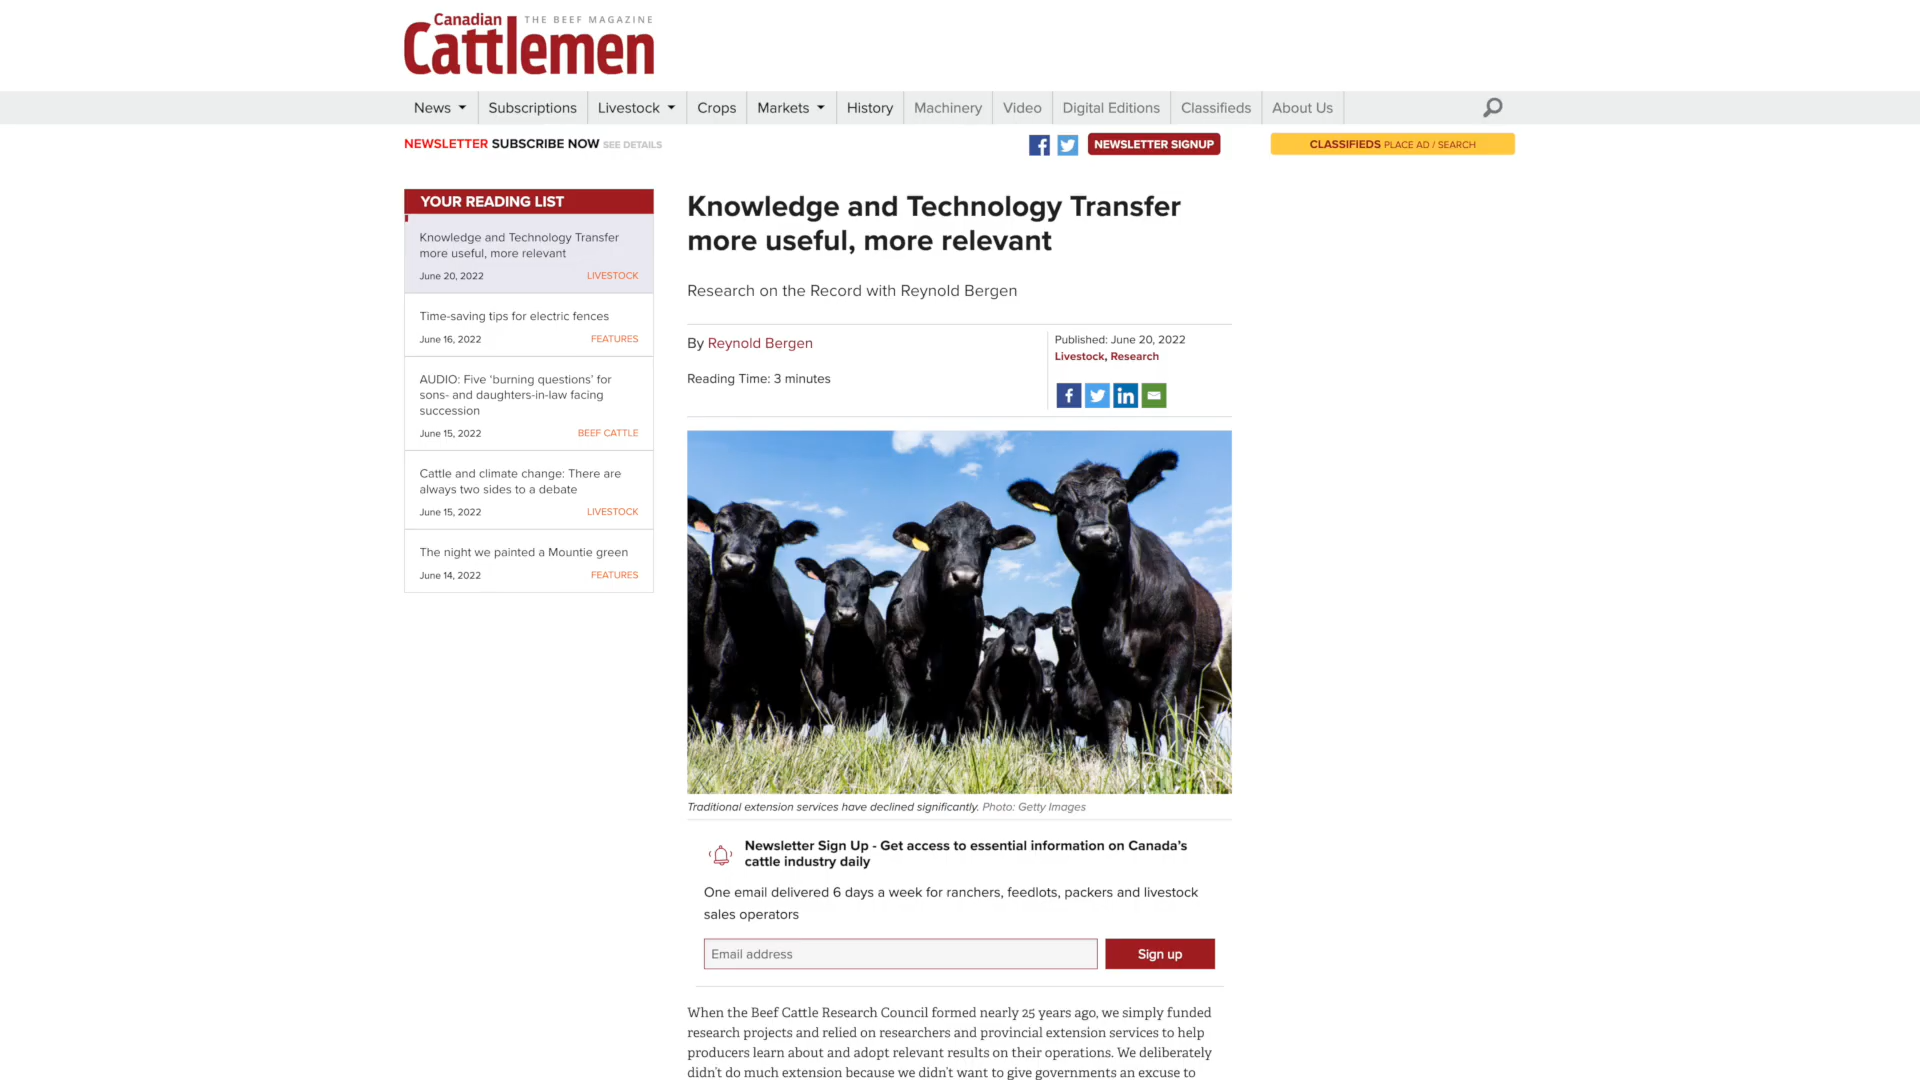 Canadian THE BEEF MAGAZINE
Cattlemen
News Subscriptions Livestock Crops Markets History Machinery Video Digital Editions Classifieds About Us
NEWSLETTER SUBSCRIBE NOW SEE DETAILS
NEWSLETTER SIGNUP
CLASSIFIEDS PLACE AD / SEARCH
YOUR READING LIST
Knowledge and Technology Transfer
more useful, more relevant
June 20, 2022 LIVESTOCK
Time-saving tips for electric fences
June 16, 2022 FEATURES
AUDIO: Five ‘burning questions’ for
sons- and daughters-in-law facing
succession
June 15, 2022 BEEF CATTLE
Cattle and climate change: There are
always two sides to a debate
June 15, 2022 LIVESTOCK
The night we painted a Mountie green
June 14, 2022 FEATURES
Knowledge and Technology Transfer
more useful, more relevant
Research on the Record with Reynold Bergen
By Reynold Bergen
Reading Time: 3 minutes
Published: June 20, 2022
Livestock, Research
Traditional extension services have declined significantly. Photo: Getty Images
Newsletter Sign Up - Get access to essential information on Canada’s
cattle industry daily
One email delivered 6 days a week for ranchers, feedlots, packers and livestock
sales operators
Email address
Sign up
When the Beef Cattle Research Council formed nearly 25 years ago, we simply funded
research projects and relied on researchers and provincial extension services to help
producers learn about and adopt relevant results on their operations. We deliberately
didn’t do much extension because we didn’t want to give governments an excuse to